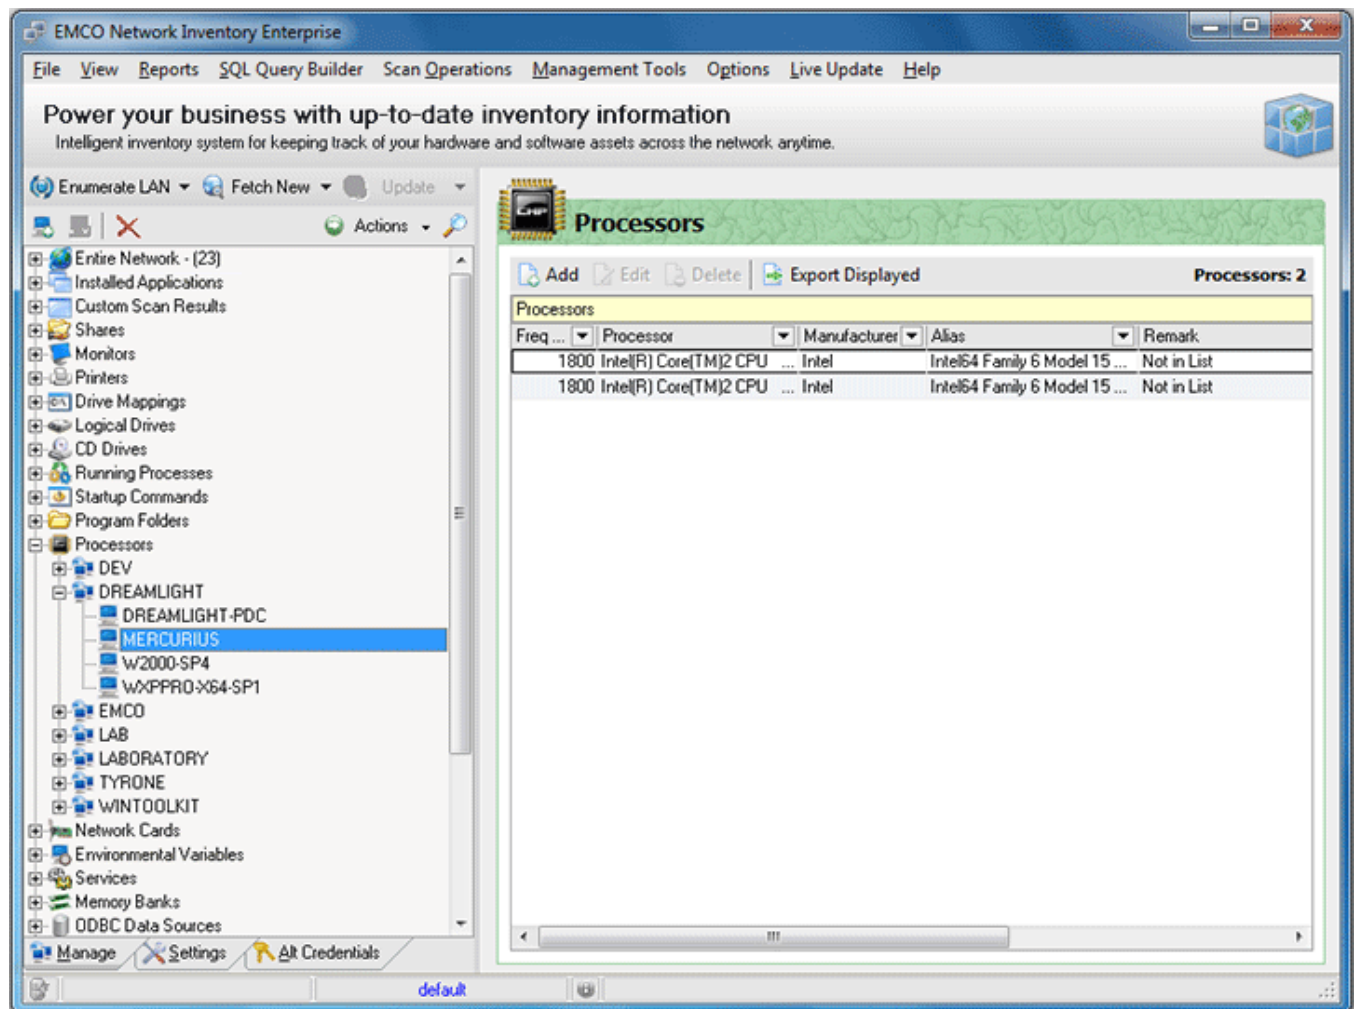 EMCO Network Inventory Enterprise
File View Reports SQL Query Builder Scan Operations Management Tools Options Live Update Help
Power your business with up-to-date inventory information
Intelligent inventory system for keeping track of your hardware and software assets across the network anytime.
Enumerate LAN Fetch New Update
Actions
Entire Network - (23)
Installed Applications
Custom Scan Results
Shares
Monitors
Printers
Drive Mappings
Logical Drives
CD Drives
Running Processes
Startup Commands
Program Folders
Processors
DEV
DREAMLIGHT
DREAMLIGHT-PDC
MERCURIUS
W2000-SP4
WXPPRO-X64-SP1
EMCO
LAB
LABORATORY
TYRONE
WINTOOLKIT
Network Cards
Environmental Variables
Services
Memory Banks
ODBC Data Sources
Manage Settings Alt Credentials
default
CHIP
Processors
Add Edit Delete Export Displayed Processors: 2
Processors
Freq ... Processor Manufacturer Alias Remark
1800 Intel(R) Core(TM)2 CPU ... Intel Intel64 Family 6 Model 15 ... Not in List
1800 Intel(R) Core(TM)2 CPU ... Intel Intel64 Family 6 Model 15 ... Not in List